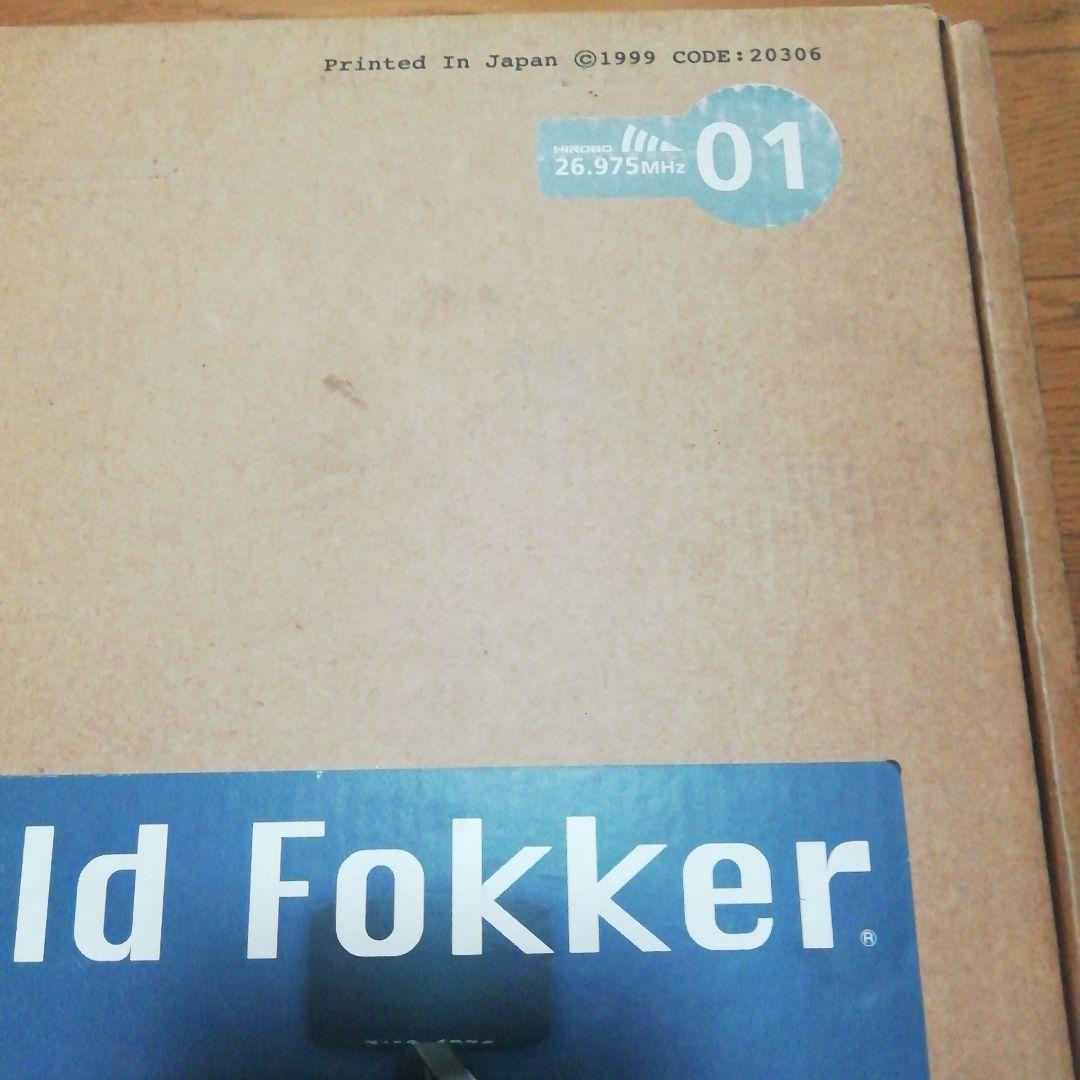 Printed In Japan ©1999 CODE:20306
HIROBO
26.975MHz
01
ld Fokker®